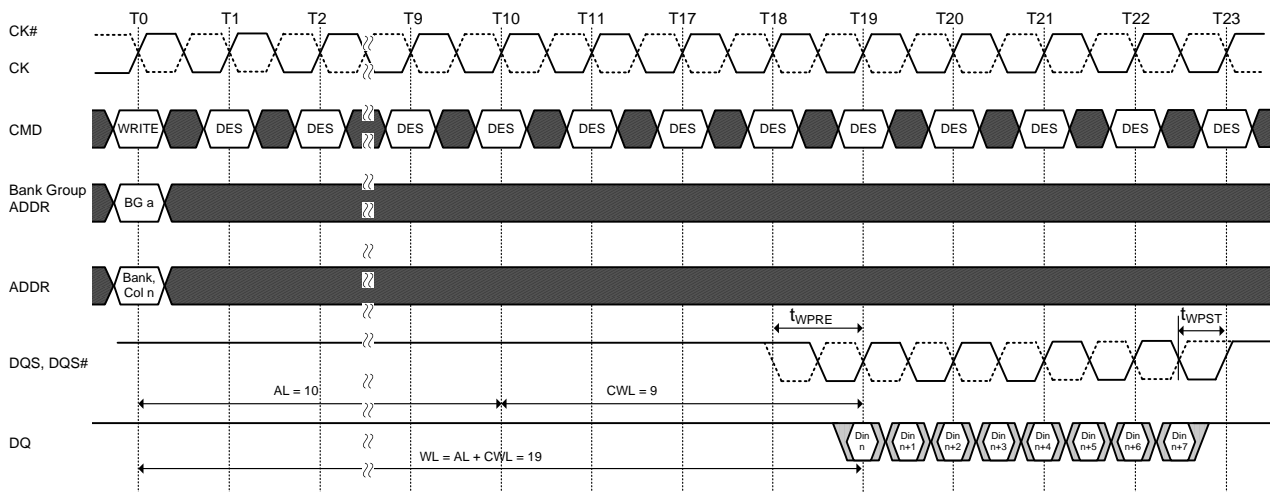 T0 T1 T2 T9 T10 T11 T17 T18 T19 T20 T21 T22 T23
CK#
CK
CMD WRITE DES DES DES DES DES DES DES DES DES DES DES DES
Bank Group
ADDR
BG a
ADDR
Bank,
Col n
tWPRE tWPST
DQS, DQS#
AL = 10 CWL = 9
DQ
Din Din Din Din Din Din Din Din
n n+1 n+2 n+3 n+4 n+5 n+6 n+7
WL = AL + CWL = 19